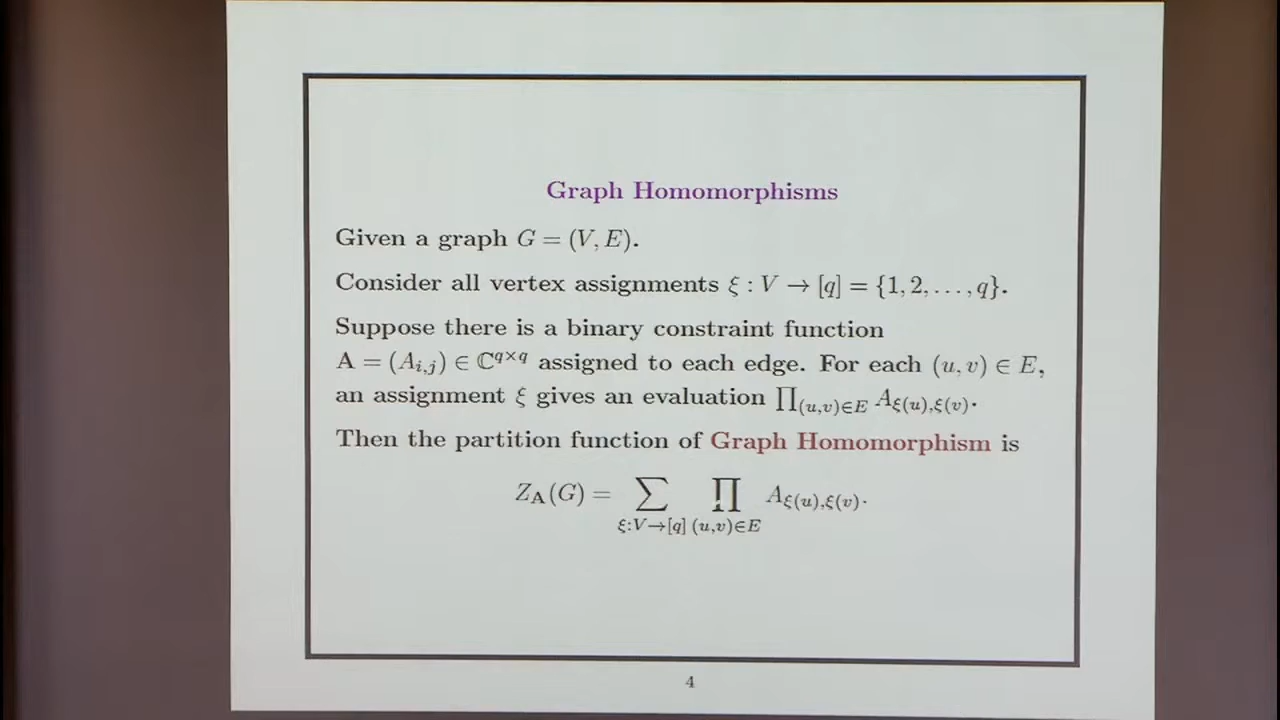 Graph Homomorphisms
Given a graph G = (V, E).
Consider all vertex assignments ξ : V → [q] = {1, 2, . . . , q}.
Suppose there is a binary constraint function
A = (A_{i,j}) ∈ ℂ^{q×q} assigned to each edge. For each (u, v) ∈ E,
an assignment ξ gives an evaluation ∏_{(u,v)∈E} A_{ξ(u),ξ(v)}.
Then the partition function of Graph Homomorphism is
Z_A(G) = ∑_{ξ:V→[q]} ∏_{(u,v)∈E} A_{ξ(u),ξ(v)}.
4